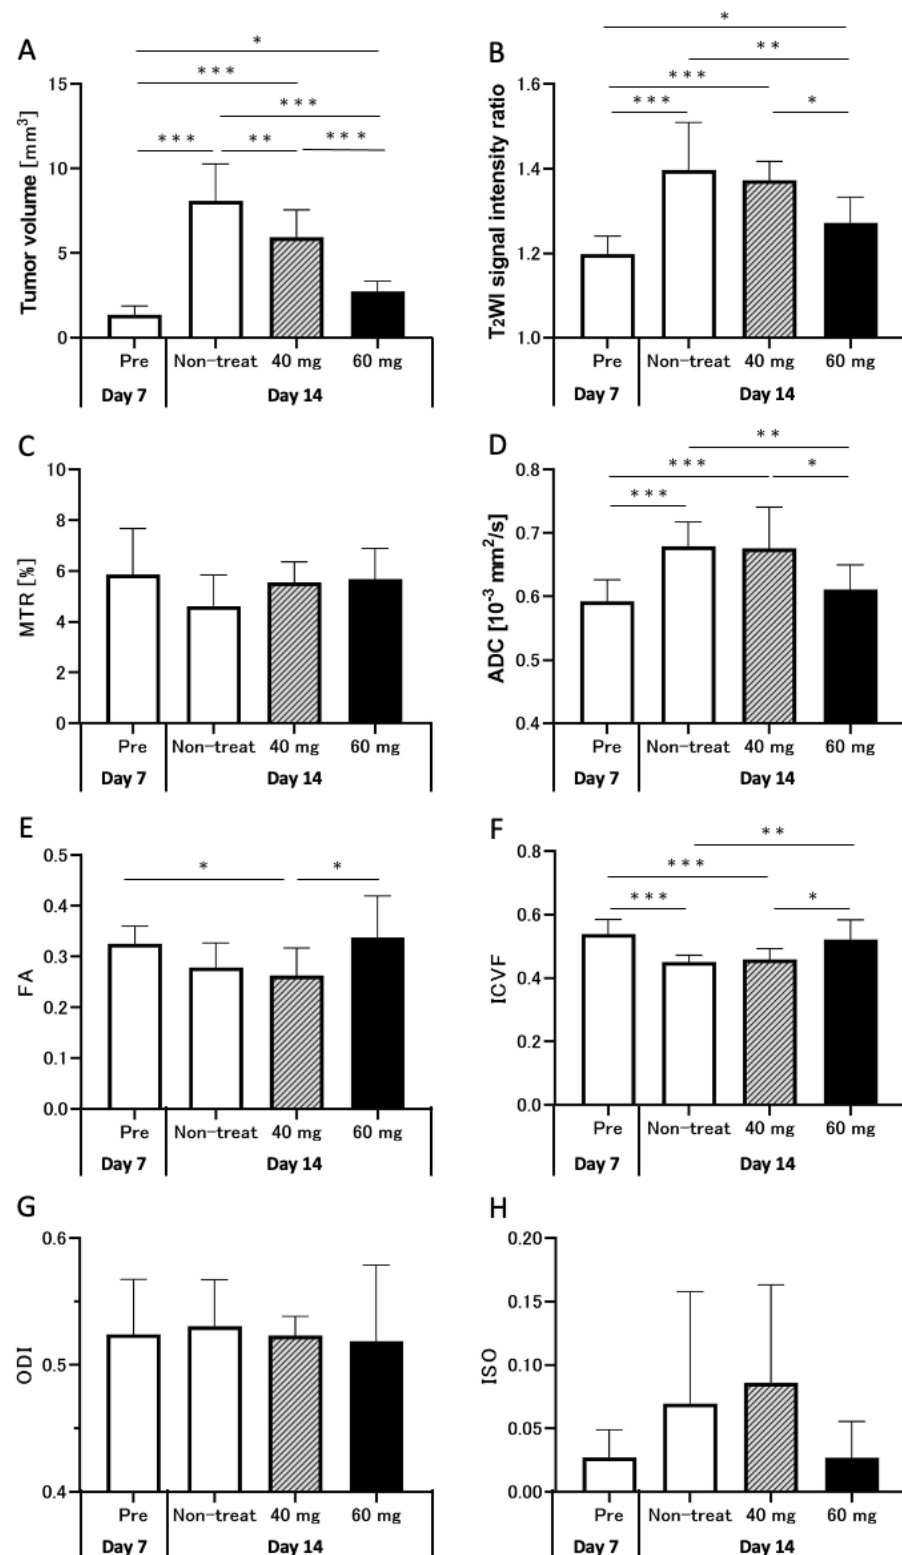 A
*
***
***
***
**
***
Tumor volume [mm³]
15
10
5
0
Pre
Non-treat
40 mg
60 mg
Day 7
Day 14
B
*
**
***
***
*
T₂WI signal intensity ratio
1.6
1.4
1.2
1.0
Pre
Non-treat
40 mg
60 mg
Day 7
Day 14
C
MTR [%]
10
8
6
4
2
0
Pre
Non-treat
40 mg
60 mg
Day 7
Day 14
D
**
***
*
***
ADC [10⁻³ mm²/s]
0.8
0.7
0.6
0.5
0.4
Pre
Non-treat
40 mg
60 mg
Day 7
Day 14
E
*
*
FA
0.5
0.4
0.3
0.2
0.1
0.0
Pre
Non-treat
40 mg
60 mg
Day 7
Day 14
F
**
***
***
*
ICVF
0.8
0.6
0.4
0.2
0.0
Pre
Non-treat
40 mg
60 mg
Day 7
Day 14
G
ODI
0.6
0.5
0.4
Pre
Non-treat
40 mg
60 mg
Day 7
Day 14
H
ISO
0.20
0.15
0.10
0.05
0.00
Pre
Non-treat
40 mg
60 mg
Day 7
Day 14